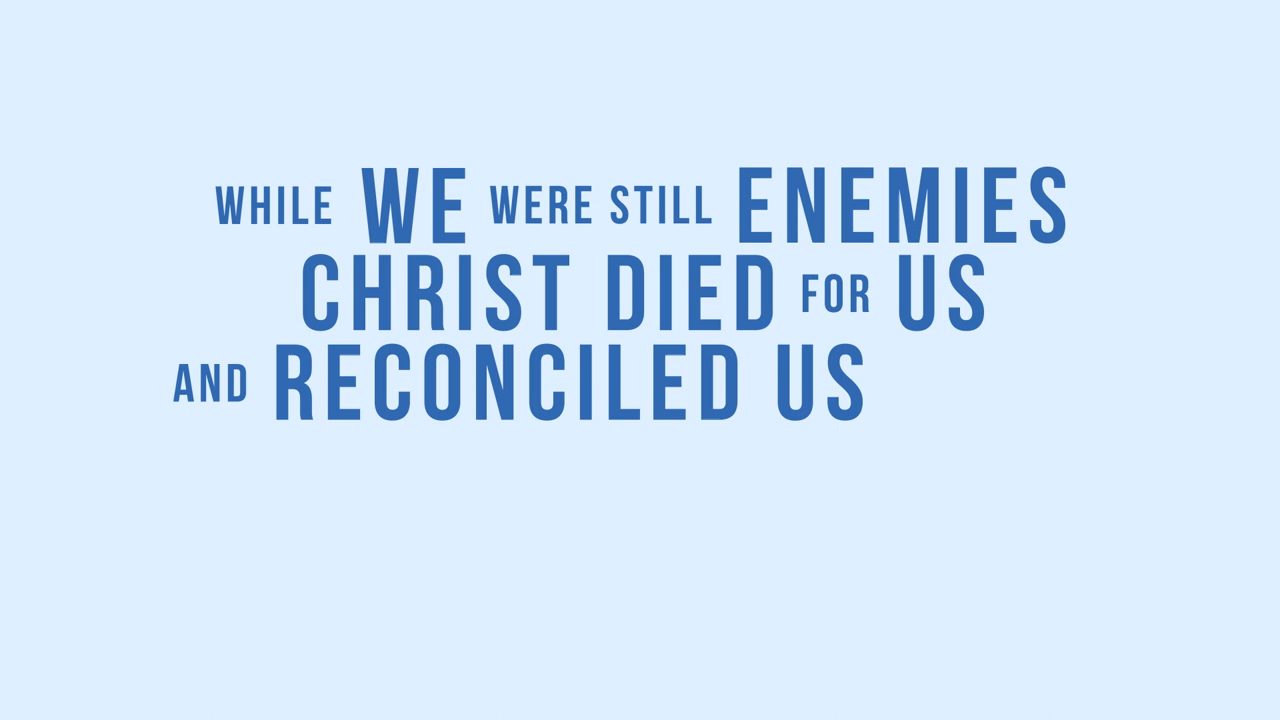 WHILE WE WERE STILL ENEMIES
CHRIST DIED FOR US
AND RECONCILED US